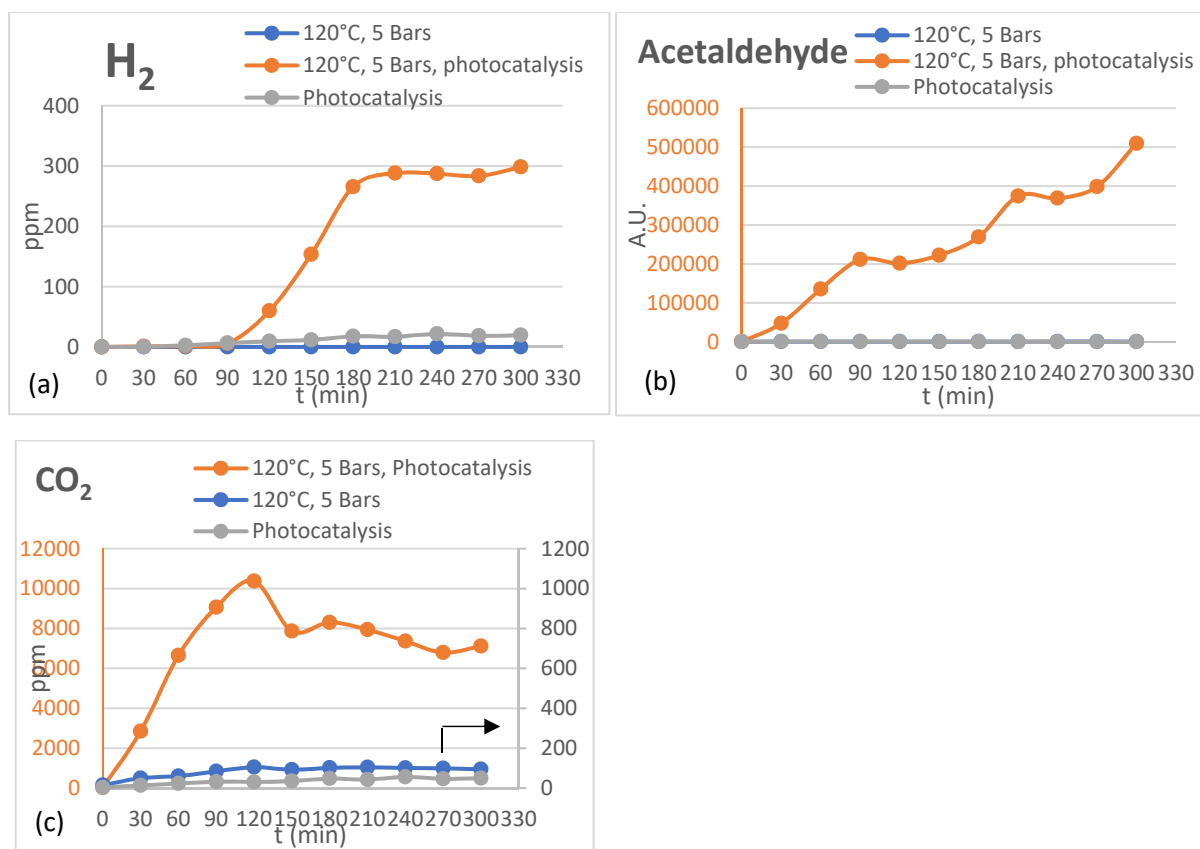 H2
120°C, 5 Bars
120°C, 5 Bars, photocatalysis
Photocatalysis
400
300
200
100
0
ppm
0 30 60 90 120 150 180 210 240 270 300 330
t (min)
(a)
Acetaldehyde
120°C, 5 Bars
120°C, 5 Bars, photocatalysis
Photocatalysis
600000
500000
400000
300000
200000
100000
0
A.U.
0 30 60 90 120 150 180 210 240 270 300 330
t (min)
(b)
CO2
120°C, 5 Bars, Photocatalysis
120°C, 5 Bars
Photocatalysis
12000
10000
8000
6000
4000
2000
0
ppm
1200
1000
800
600
400
200
0
0 30 60 90 120 150 180 210 240 270 300 330
t (min)
(c)